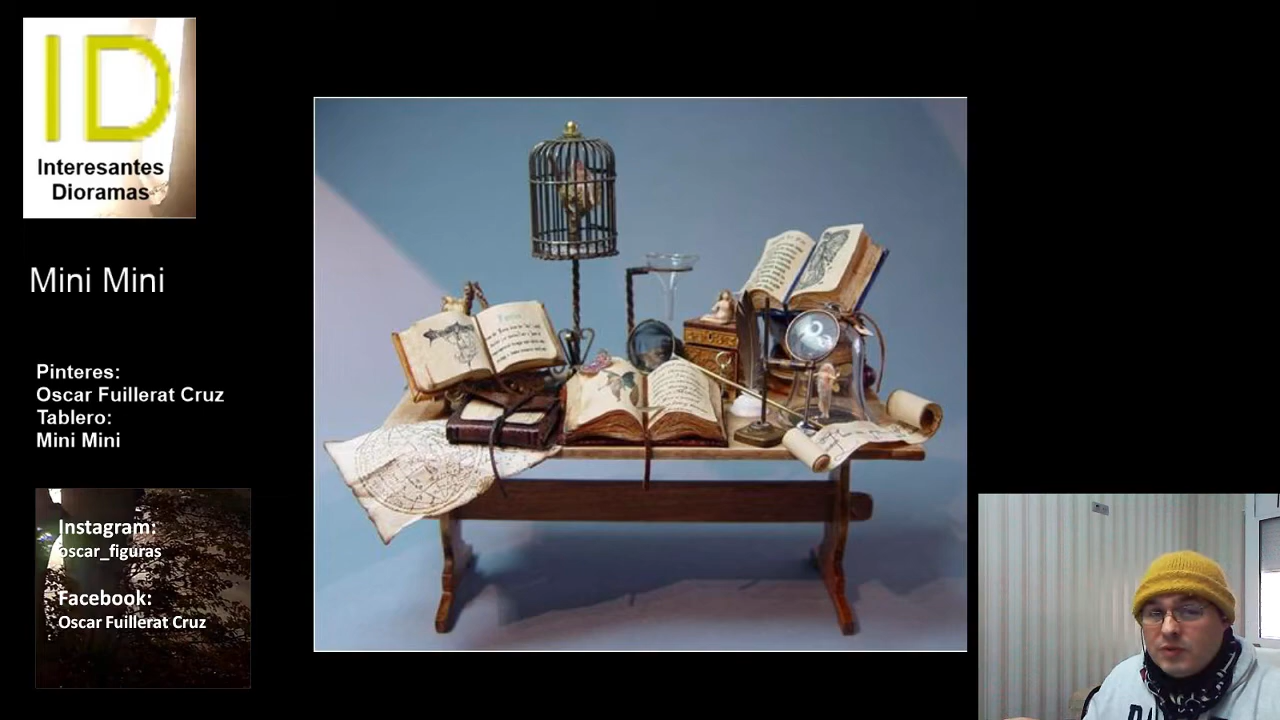 ID
Interesantes
Dioramas
Mini Mini
Pinteres:
Oscar Fuillerat Cruz
Tablero:
Mini Mini
Instagram:
oscar_figuras
Facebook:
Oscar Fuillerat Cruz